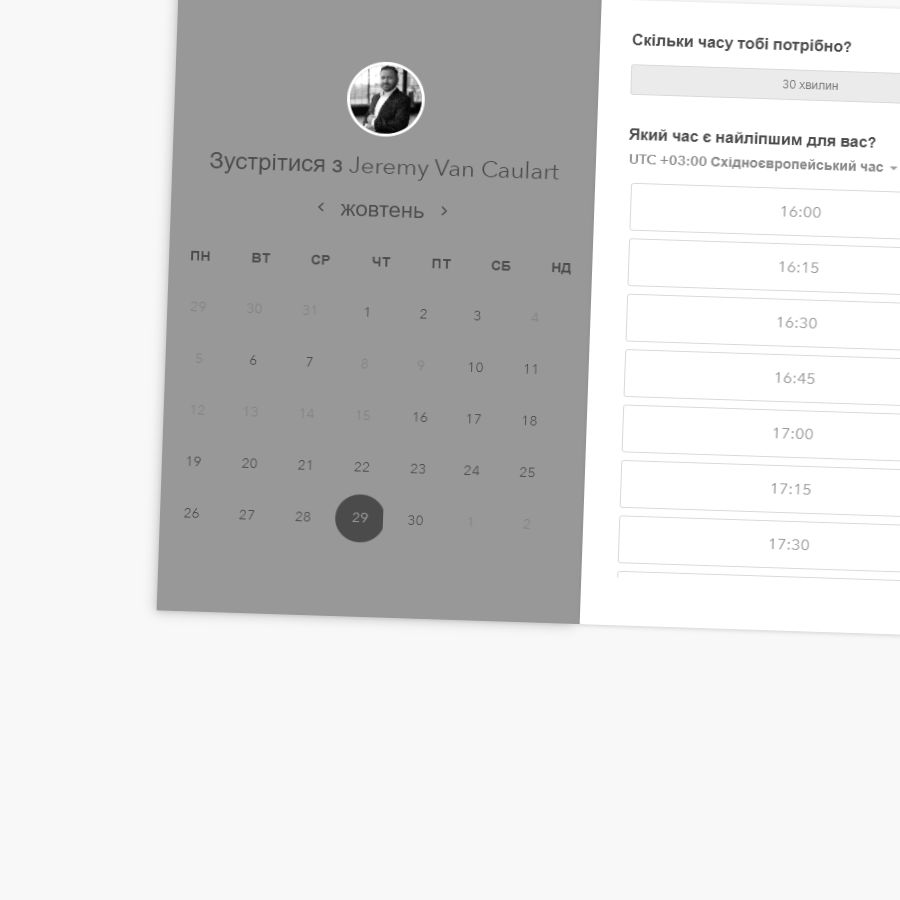 Зустрітися з Jeremy Van Caulart
жовтень
ПН ВТ СР ЧТ ПТ СБ НД
29 30 31 1 2 3 4
5 6 7 8 9 10 11
12 13 14 15 16 17 18
19 20 21 22 23 24 25
26 27 28 29 30 1 2
Скільки часу тобі потрібно?
30 хвилин
Який час є найліпшим для вас?
UTC +03:00 Східноєвропейський час
16:00
16:15
16:30
16:45
17:00
17:15
17:30